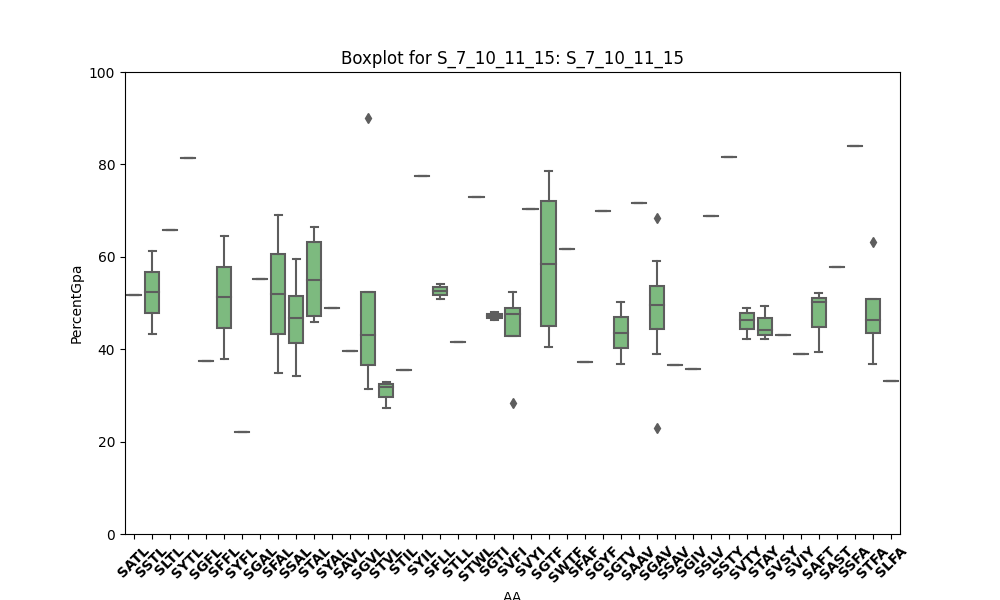 Boxplot for S_7_10_11_15: S_7_10_11_15
PercentGpa
100
80
60
40
20
0
SATL
SSTL
SLTL
SYTL
SGFL
SFFL
SYFL
SGAL
SFAL
SSAL
STAL
SYAL
SAVL
SGVL
STVL
STIL
SYIL
SFLL
STLL
STWL
SGTI
SVFI
SVYI
SGTF
SWTF
SFAF
SGYF
SGTV
SAAV
SGAV
SSAV
SGIV
SSLV
SSTY
SVTY
STAY
SVSY
SVIY
SAFT
SAST
SSFA
STFA
SLFA
AA